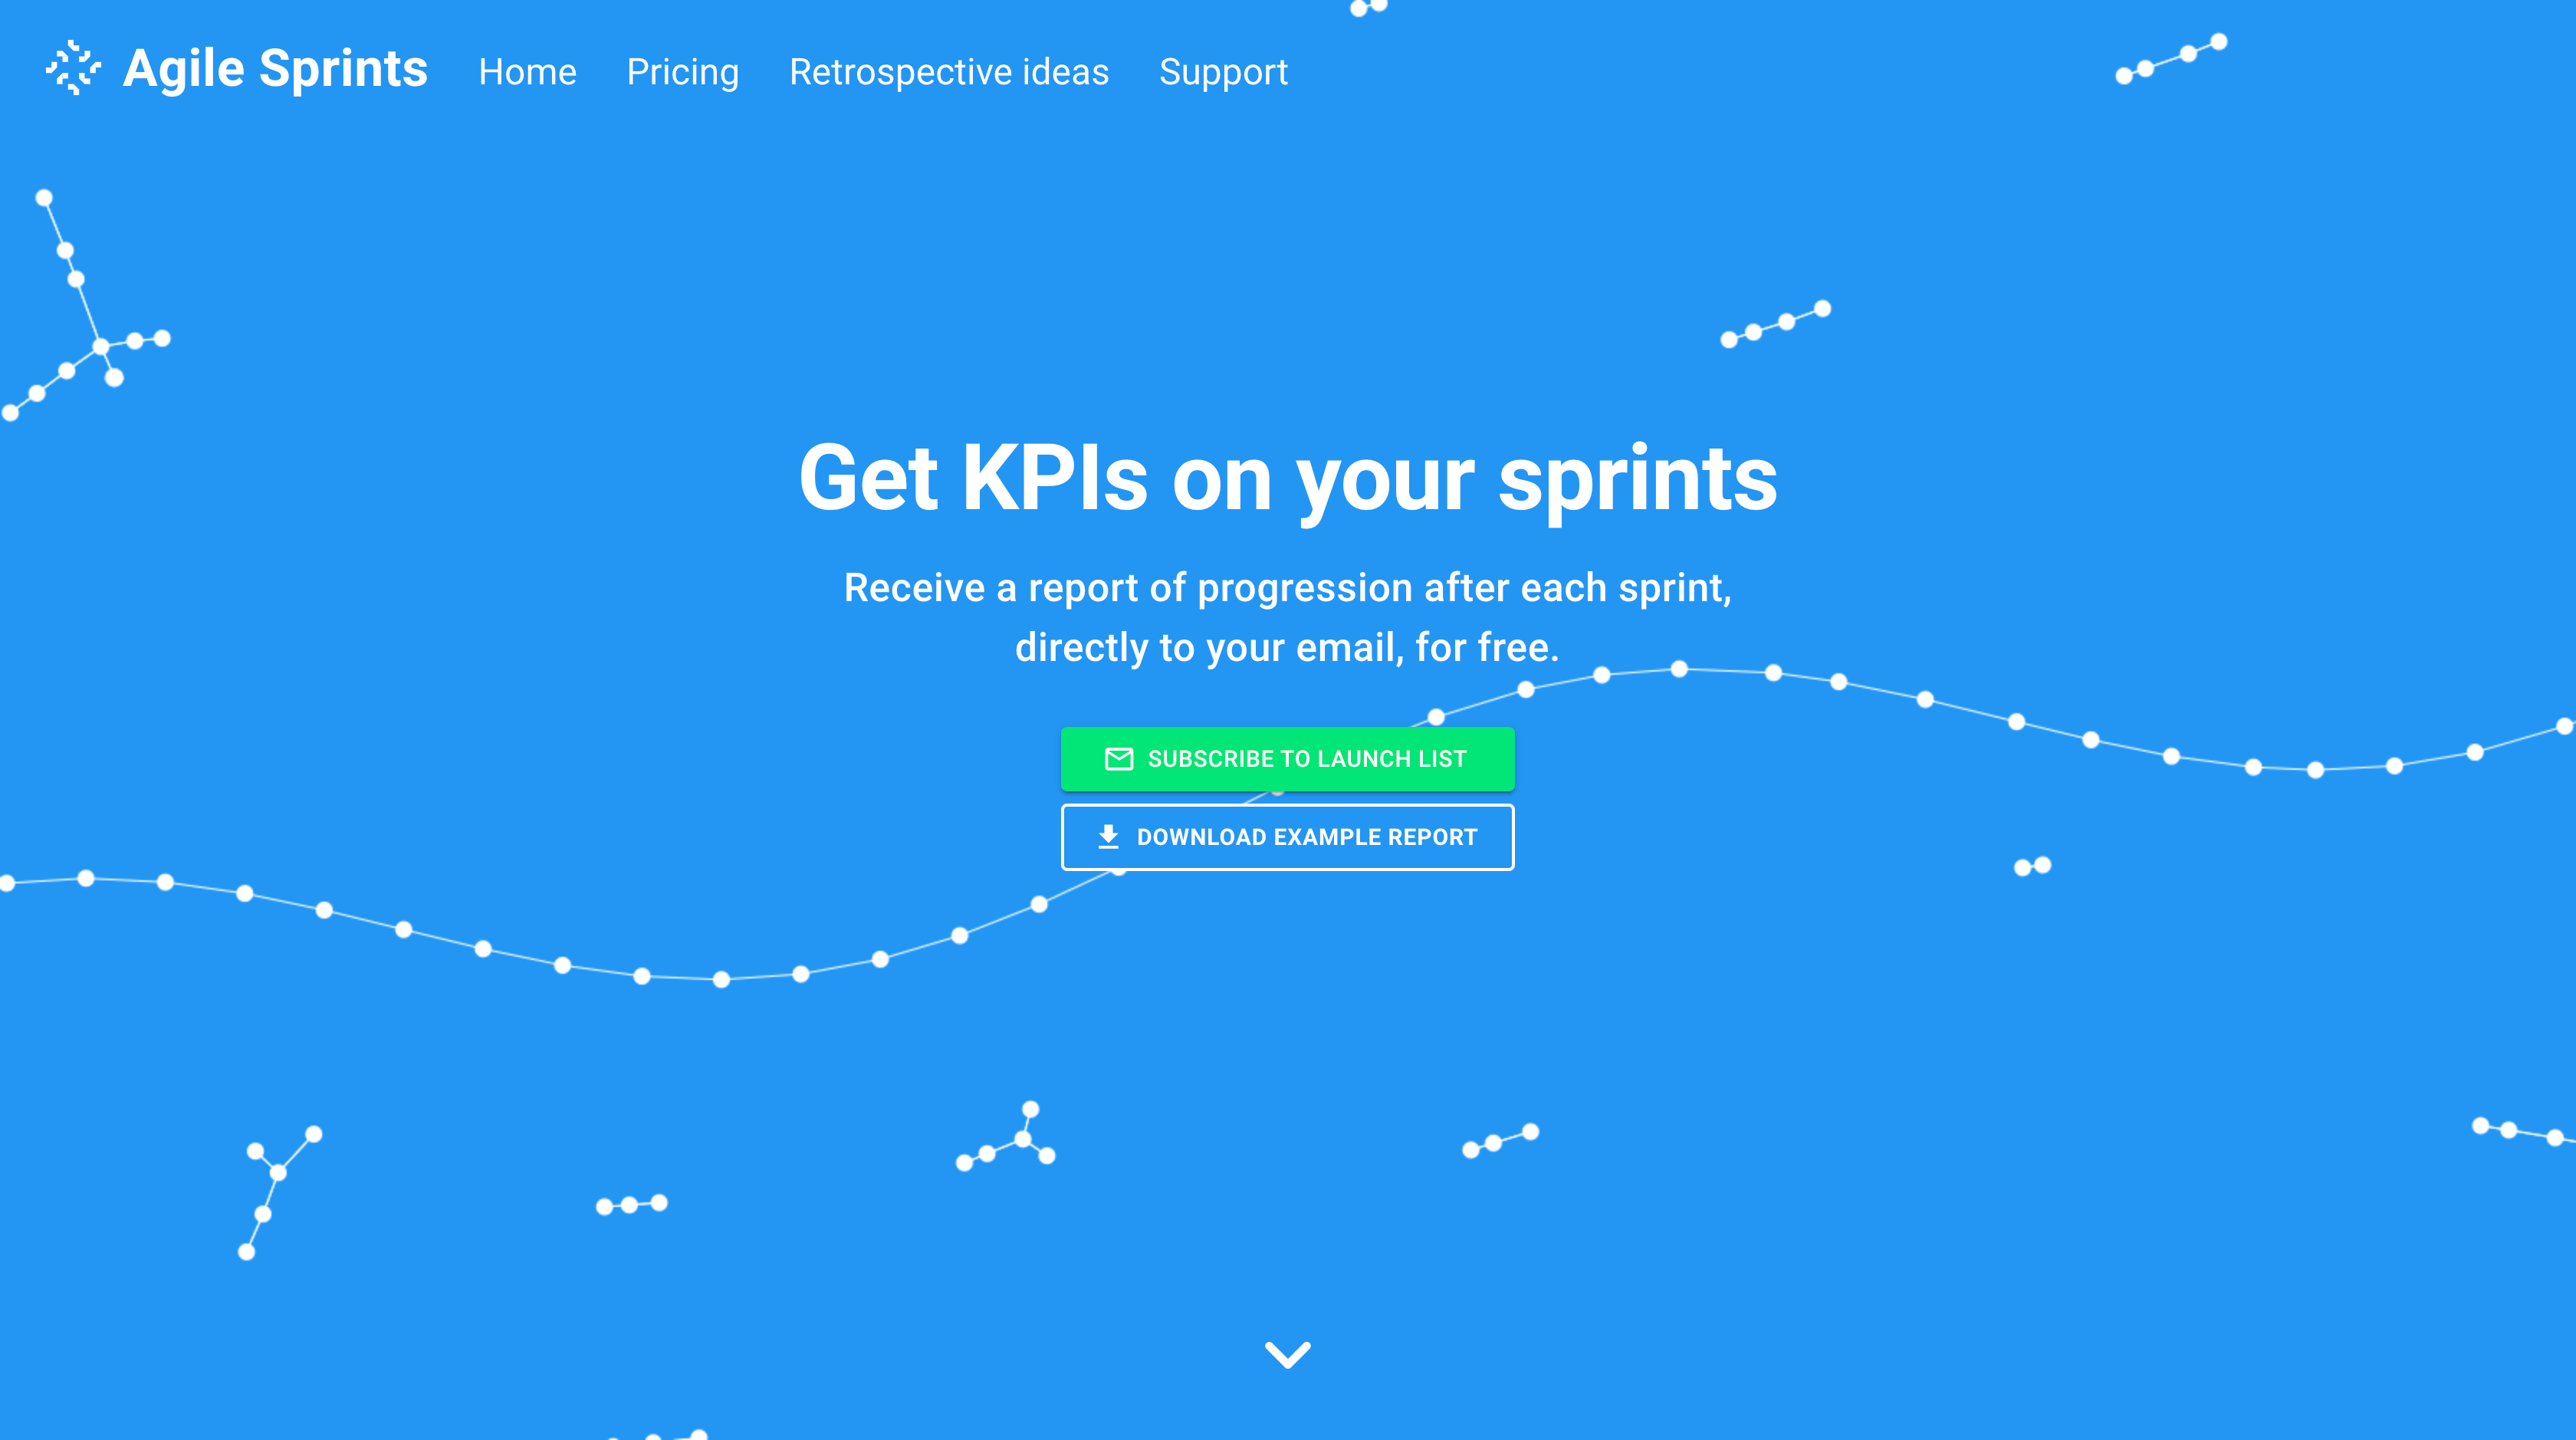 Agile Sprints Home Pricing Retrospective ideas Support
Get KPIs on your sprints
Receive a report of progression after each sprint,
directly to your email, for free.
SUBSCRIBE TO LAUNCH LIST
DOWNLOAD EXAMPLE REPORT